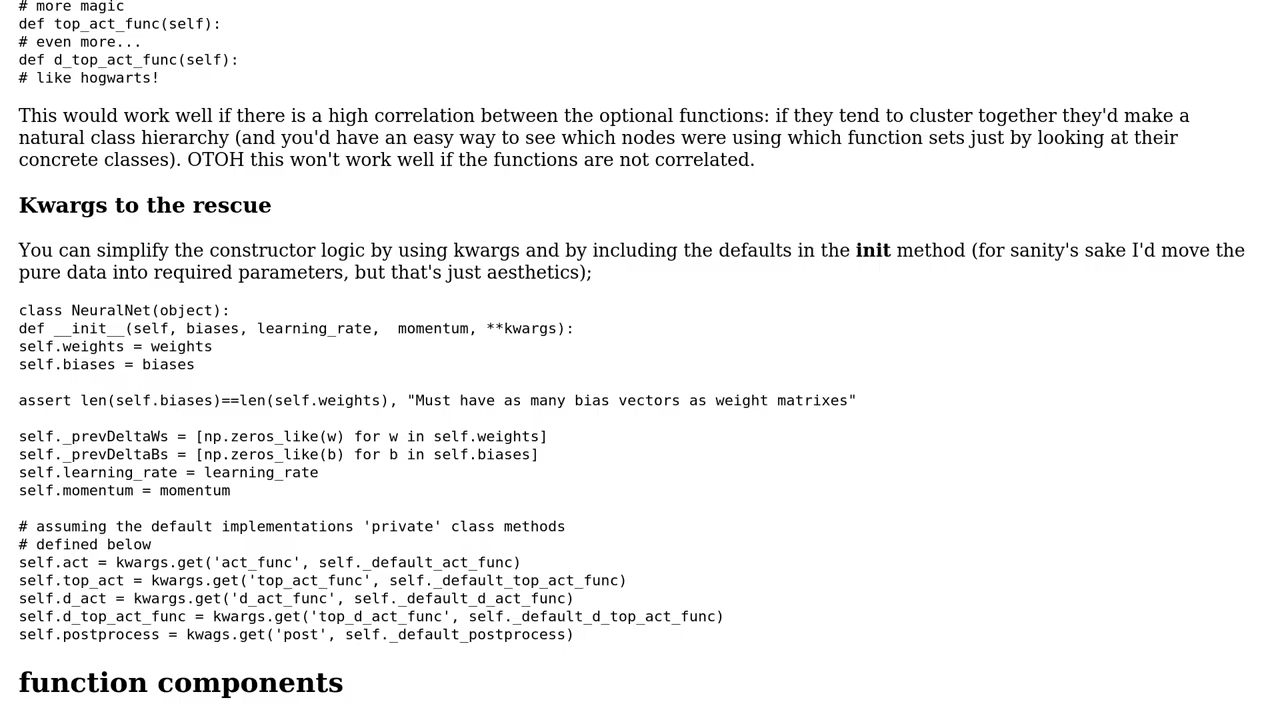 # more magic
def top_act_func(self):
# even more...
def d_top_act_func(self):
# like hogwarts!
This would work well if there is a high correlation between the optional functions: if they tend to cluster together they'd make a
natural class hierarchy (and you'd have an easy way to see which nodes were using which function sets just by looking at their
concrete classes). OTOH this won't work well if the functions are not correlated.
Kwargs to the rescue
You can simplify the constructor logic by using kwargs and by including the defaults in the init method (for sanity's sake I'd move the
pure data into required parameters, but that's just aesthetics);
class NeuralNet(object):
def __init__(self, biases, learning_rate,  momentum, **kwargs):
self.weights = weights
self.biases = biases
assert len(self.biases)==len(self.weights), "Must have as many bias vectors as weight matrixes"
self._prevDeltaWs = [np.zeros_like(w) for w in self.weights]
self._prevDeltaBs = [np.zeros_like(b) for b in self.biases]
self.learning_rate = learning_rate
self.momentum = momentum
# assuming the default implementations 'private' class methods
# defined below
self.act = kwargs.get('act_func', self._default_act_func)
self.top_act = kwargs.get('top_act_func', self._default_top_act_func)
self.d_act = kwargs.get('d_act_func', self._default_d_act_func)
self.d_top_act_func = kwargs.get('top_d_act_func', self._default_d_top_act_func)
self.postprocess = kwags.get('post', self._default_postprocess)
function components